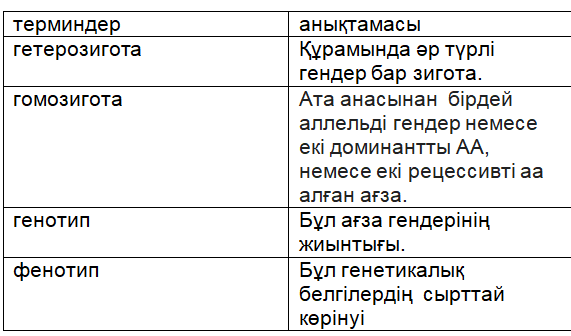 терминдер анықтамасы
гетерозигота Құрамында әр түрлі
гендер бар зигота.
гомозигота Ата анасынан бірдей
аллельді гендер немесе
екі доминантты АА,
немесе екі рецессивті аа
алған ағза.
генотип Бұл ағза гендерінің
жиынтығы.
фенотип Бұл генетикалық
белгілердің сырттай
көрінуі